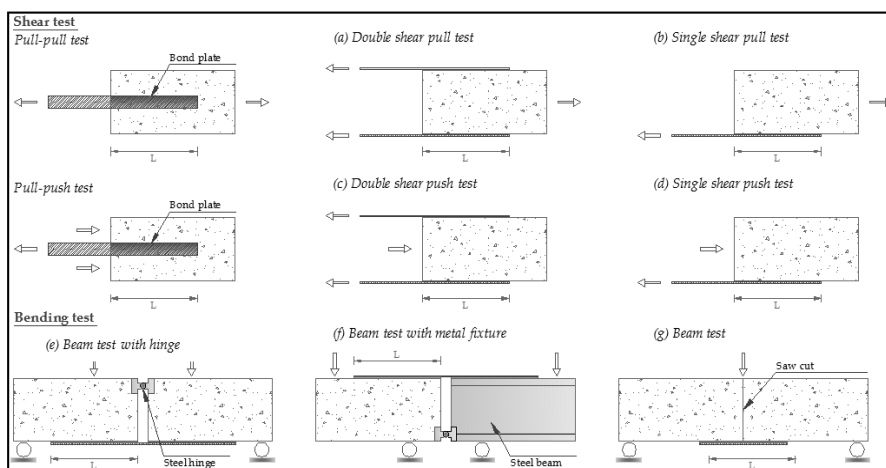 Shear test
Pull-pull test
(a) Double shear pull test
(b) Single shear pull test
Bond plate
L
L
L
Pull-push test
(c) Double shear push test
(d) Single shear push test
Bond plate
L
L
L
Bending test
(e) Beam test with hinge
(f) Beam test with metal fixture
(g) Beam test
L
Saw cut
L
Steel hinge
Steel beam
L